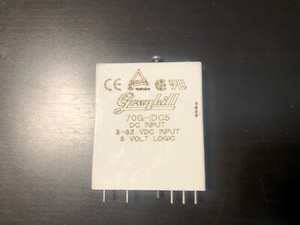 CE
Grayhill
70G-IDC5
DC INPUT
3-32 VDC INPUT
5 VOLT LOGIC